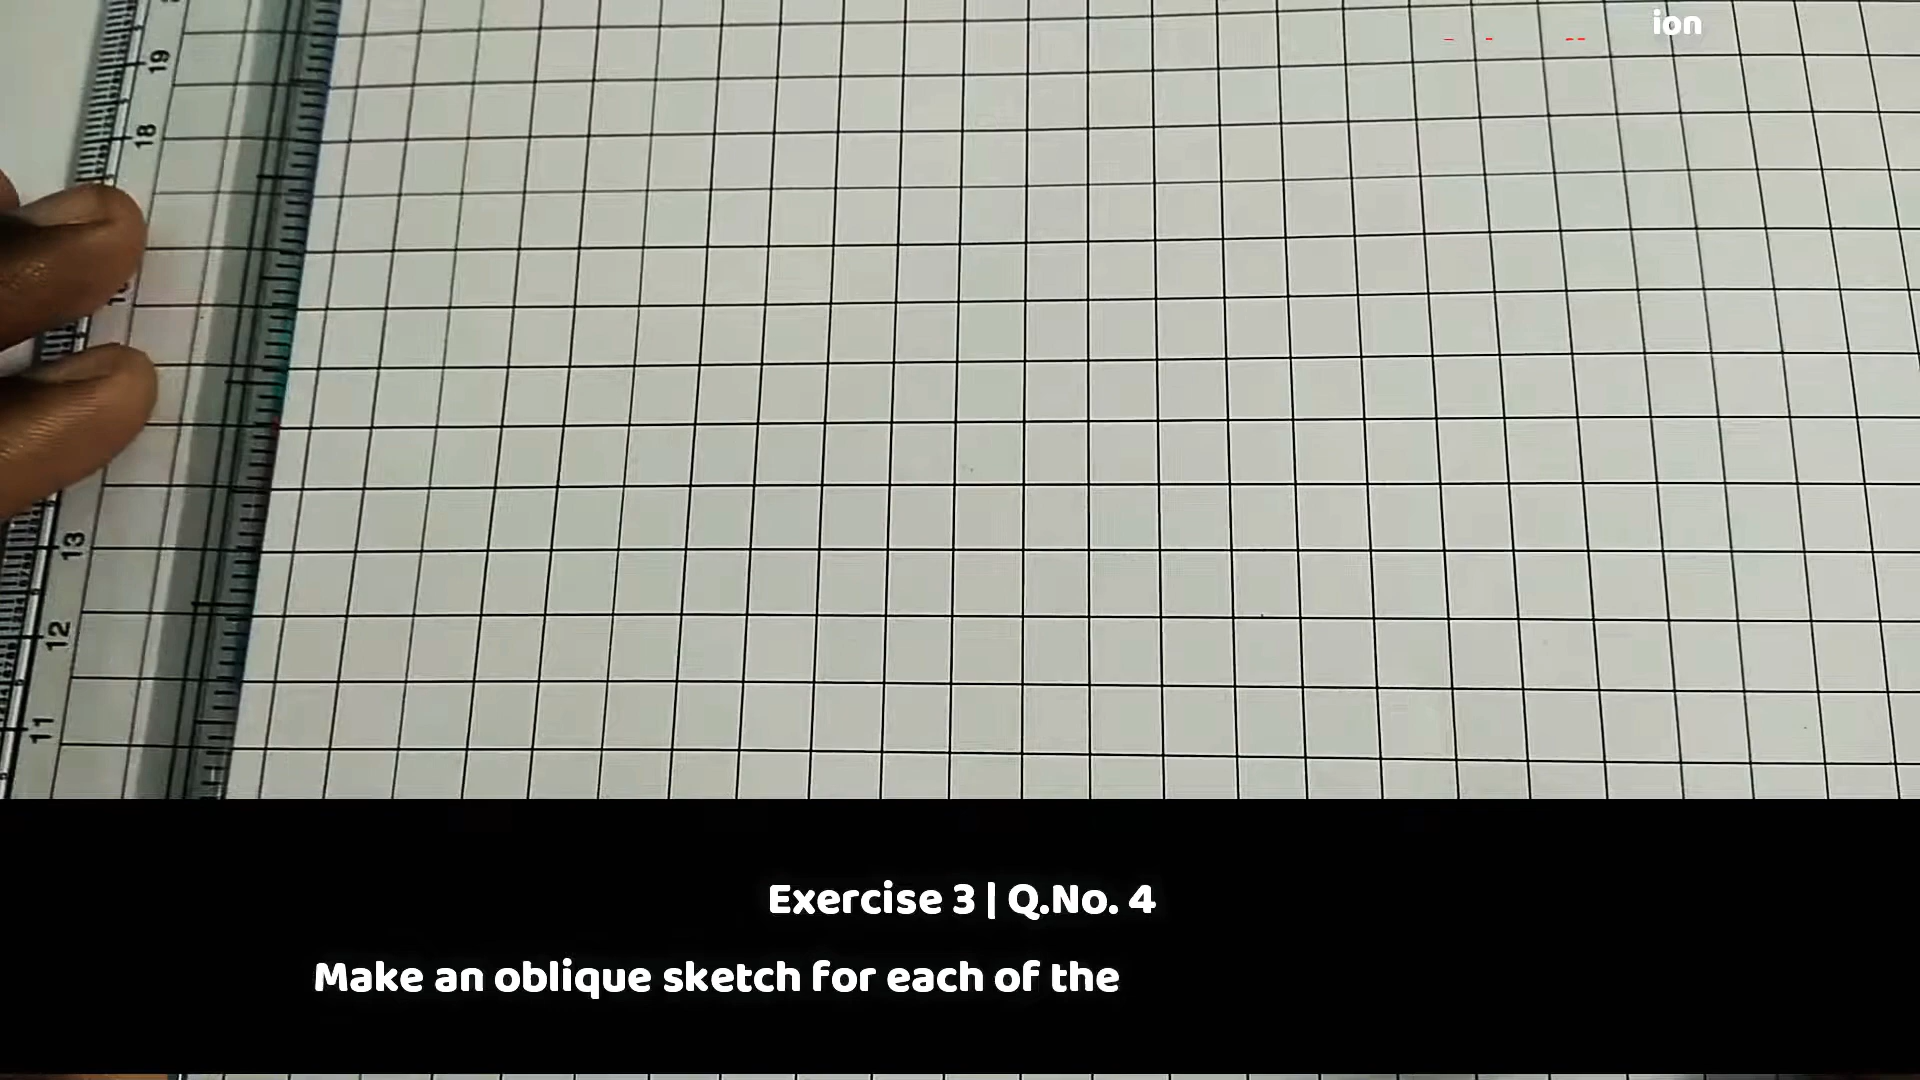 ion
19
18
13
12
11
Exercise 3 | Q.No. 4
Make an oblique sketch for each of the